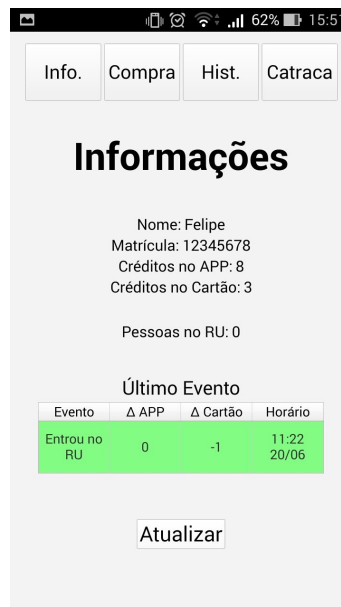 62% 15:51
Info. Compra Hist. Catraca
Informações
Nome: Felipe
Matrícula: 12345678
Créditos no APP: 8
Créditos no Cartão: 3
Pessoas no RU: 0
Último Evento
Evento Δ APP Δ Cartão Horário
Entrou no RU 0 -1 11:22 20/06
Atualizar